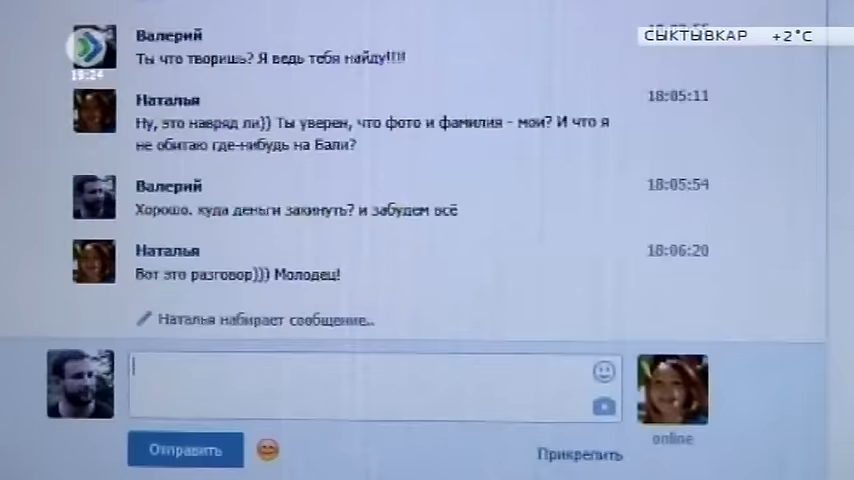 Валерий
СЫКТЫВКАР +2°C
Ты что творишь? Я ведь тебя найду!!!!
18:24
Наталья 18:05:11
Ну, это навряд ли)) Ты уверен, что фото и фамилия - мои? И что я
не обитаю где-нибудь на Бали?
Валерий 18:05:54
Хорошо. куда деньги закинуть? и забудем всё
Наталья 18:06:20
Вот это разговор))) Молодец!
Наталья набирает сообщение..
online
Отправить
Прикрепить